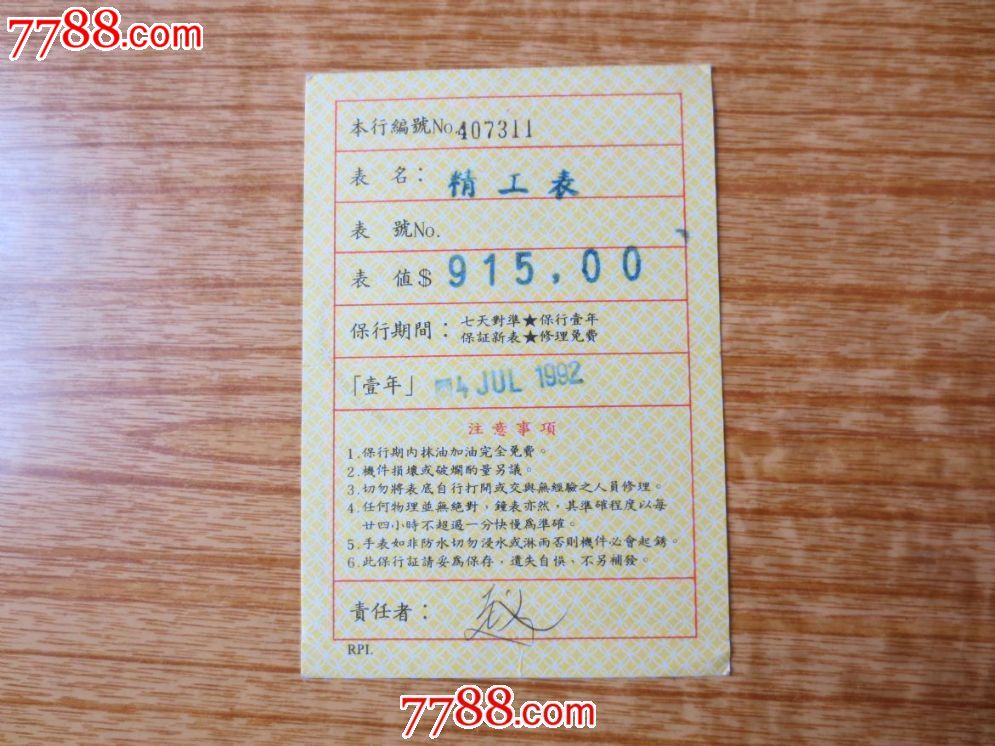 7788.com
本行編號No.407311
表 名：精工表
表 號No.
表 值$915,00
保行期間：七天對準★保行壹年
保証新表★修理免費
「壹年」 4 JUL 1992
注意事項
1.保行期內抹油加油完全免費。
2.機件損壞或破爛酌量另議。
3.切勿將表底自行打開或交與無經驗之人員修理。
4.任何物理並無絕對，鐘表亦然，其準確程度以每
廿四小時不超過一分快慢爲準確。
5.手表如非防水切勿浸水或淋雨否則機件必會起銹。
6.此保行証請妥爲保存，遺失自悞、不另補發。
責任者：
RPI.
7788.com